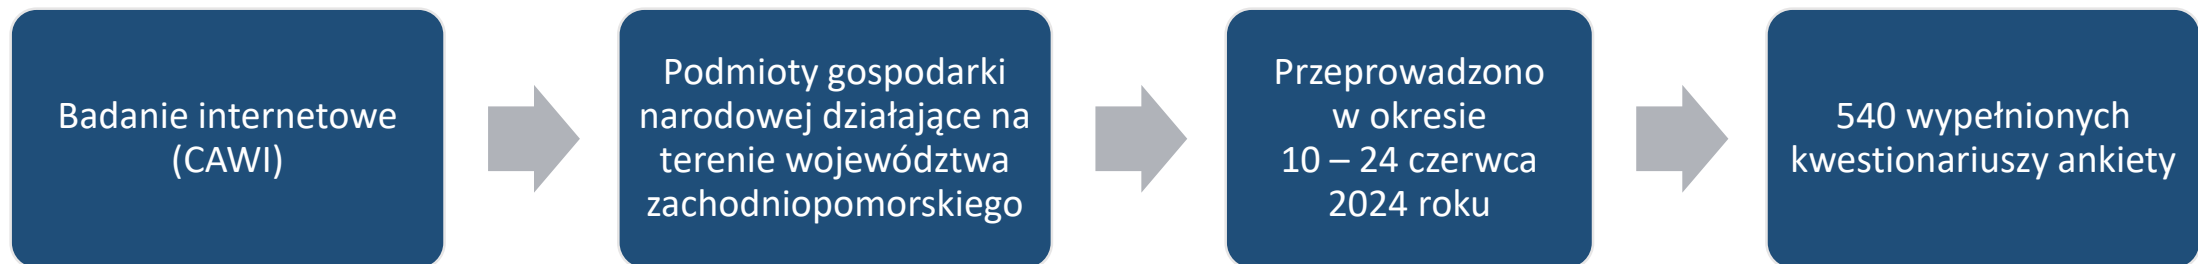 Badanie internetowe
(CAWI)
Podmioty gospodarki
narodowej działające na
terenie województwa
zachodniopomorskiego
Przeprowadzono
w okresie
10 – 24 czerwca
2024 roku
540 wypełnionych
kwestionariuszy ankiety